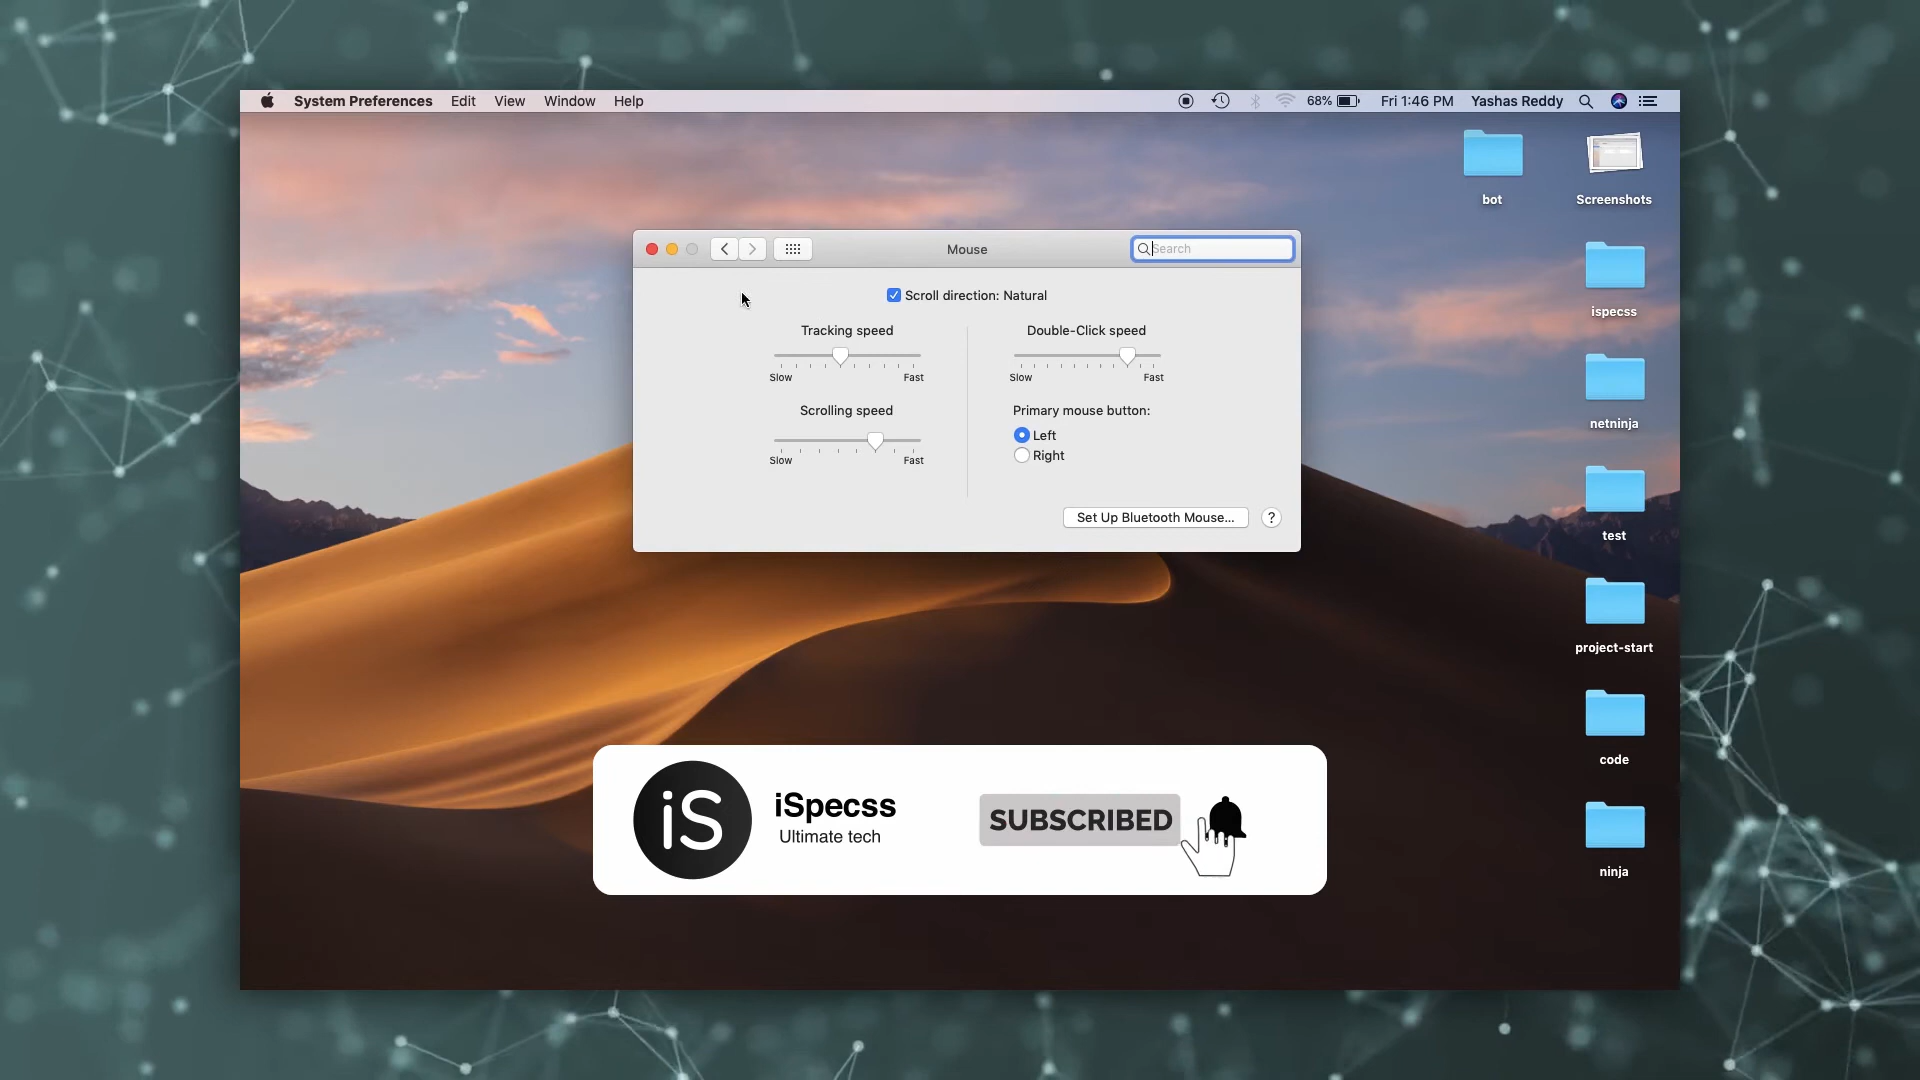 System Preferences Edit View Window Help 68% Fri 1:46 PM Yashas Reddy
bot
Screenshots
Mouse
Search
Scroll direction: Natural
Tracking speed
Slow Fast
Scrolling speed
Slow Fast
Double-Click speed
Slow Fast
Primary mouse button:
Left
Right
Set Up Bluetooth Mouse...
?
ispecss
netninja
test
project-start
code
ninja
iS
iSpecss
Ultimate tech
SUBSCRIBED